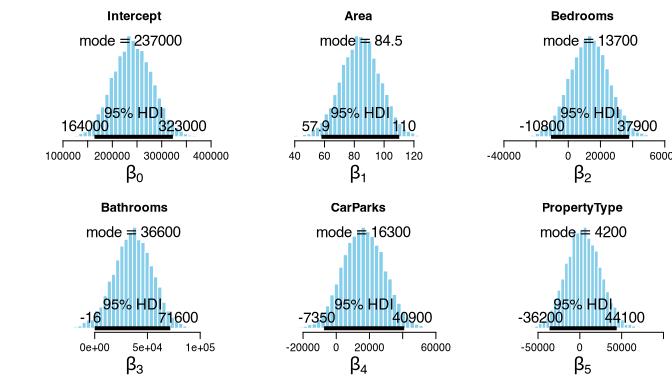 Intercept
mode = 237000
95% HDI
164000 323000
100000 200000 300000 400000
β0
Area
mode = 84.5
95% HDI
57.9 110
40 60 80 100 120
β1
Bedrooms
mode = 13700
95% HDI
-10800 37900
-40000 0 20000 6000
β2
Bathrooms
mode = 36600
95% HDI
-16 71600
0e+00 5e+04 1e+05
β3
CarParks
mode = 16300
95% HDI
-7350 40900
-20000 0 20000 60000
β4
PropertyType
mode = 4200
95% HDI
-36200 44100
-50000 0 50000
β5